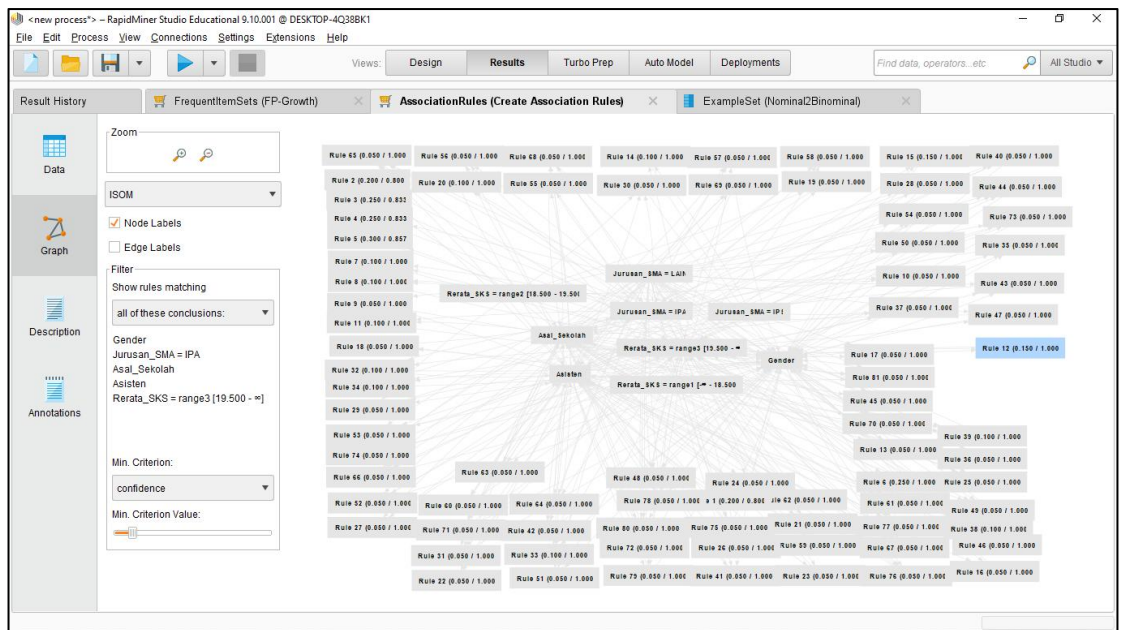 <new process*> – RapidMiner Studio Educational 9.10.001 @ DESKTOP-4Q38BK1
File Edit Process View Connections Settings Extensions Help
Views: Design Results Turbo Prep Auto Model Deployments Find data, operators...etc All Studio
Result History FrequentItemSets (FP-Growth) AssociationRules (Create Association Rules) ExampleSet (Nominal2Binominal)
Data
Graph
Description
Annotations
Zoom
ISOM
Node Labels
Edge Labels
Filter
Show rules matching
all of these conclusions:
Gender
Jurusan_SMA = IPA
Asal_Sekolah
Asisten
Rerata_SKS = range3 [19.500 - ∞]
Min. Criterion:
confidence
Min. Criterion Value:
Rule 65 (0.050 / 1.000 Rule 56 (0.050 / 1.000 Rule 68 (0.050 / 1.000 Rule 14 (0.100 / 1.000 Rule 57 (0.050 / 1.000 Rule 58 (0.050 / 1.000 Rule 15 (0.150 / 1.000 Rule 40 (0.050 / 1.000
Rule 2 (0.200 / 0.800 Rule 20 (0.100 / 1.000 Rule 55 (0.050 / 1.000 Rule 30 (0.050 / 1.000 Rule 69 (0.050 / 1.000 Rule 19 (0.050 / 1.000 Rule 28 (0.050 / 1.000 Rule 44 (0.050 / 1.000
Rule 3 (0.250 / 0.833
Rule 4 (0.250 / 0.833 Rule 54 (0.050 / 1.000 Rule 73 (0.050 / 1.000
Rule 5 (0.300 / 0.857 Rule 50 (0.050 / 1.000 Rule 35 (0.050 / 1.000
Rule 7 (0.100 / 1.000
Rule 8 (0.100 / 1.000 Jurusan_SMA = LAIN Rule 10 (0.050 / 1.000 Rule 43 (0.050 / 1.000
Rule 9 (0.050 / 1.000 Rerata_SKS = range2 [18.500 - 19.500
Rule 11 (0.100 / 1.000 Jurusan_SMA = IPA Jurusan_SMA = IPS Rule 37 (0.050 / 1.000 Rule 47 (0.050 / 1.000
Rule 18 (0.050 / 1.000 Asal_Sekolah Rerata_SKS = range3 [19.500 - ∞ Gender Rule 17 (0.050 / 1.000 Rule 12 (0.150 / 1.000
Rule 32 (0.100 / 1.000 Asisten Rule 81 (0.050 / 1.000
Rule 34 (0.100 / 1.000 Rerata_SKS = range1 [-∞ - 18.500
Rule 29 (0.050 / 1.000 Rule 45 (0.050 / 1.000
Rule 53 (0.050 / 1.000 Rule 70 (0.050 / 1.000 Rule 39 (0.100 / 1.000
Rule 74 (0.050 / 1.000 Rule 13 (0.050 / 1.000 Rule 36 (0.050 / 1.000
Rule 66 (0.050 / 1.000 Rule 63 (0.050 / 1.000 Rule 48 (0.050 / 1.000 Rule 24 (0.050 / 1.000 Rule 6 (0.250 / 1.000 Rule 25 (0.050 / 1.000
Rule 52 (0.050 / 1.000 Rule 60 (0.050 / 1.000 Rule 64 (0.050 / 1.000 Rule 78 (0.050 / 1.000 e 1 (0.200 / 0.800 ule 62 (0.050 / 1.000 Rule 61 (0.050 / 1.000 Rule 49 (0.050 / 1.000
Rule 27 (0.050 / 1.000 Rule 71 (0.050 / 1.000 Rule 42 (0.050 / 1.000 Rule 80 (0.050 / 1.000 Rule 75 (0.050 / 1.000 Rule 21 (0.050 / 1.000 Rule 77 (0.050 / 1.000 Rule 38 (0.100 / 1.000
Rule 31 (0.050 / 1.000 Rule 33 (0.100 / 1.000 Rule 72 (0.050 / 1.000 Rule 26 (0.050 / 1.000 Rule 59 (0.050 / 1.000 Rule 67 (0.050 / 1.000 Rule 46 (0.050 / 1.000
Rule 22 (0.050 / 1.000 Rule 51 (0.050 / 1.000 Rule 79 (0.050 / 1.000 Rule 41 (0.050 / 1.000 Rule 23 (0.050 / 1.000 Rule 76 (0.050 / 1.000 Rule 16 (0.050 / 1.000